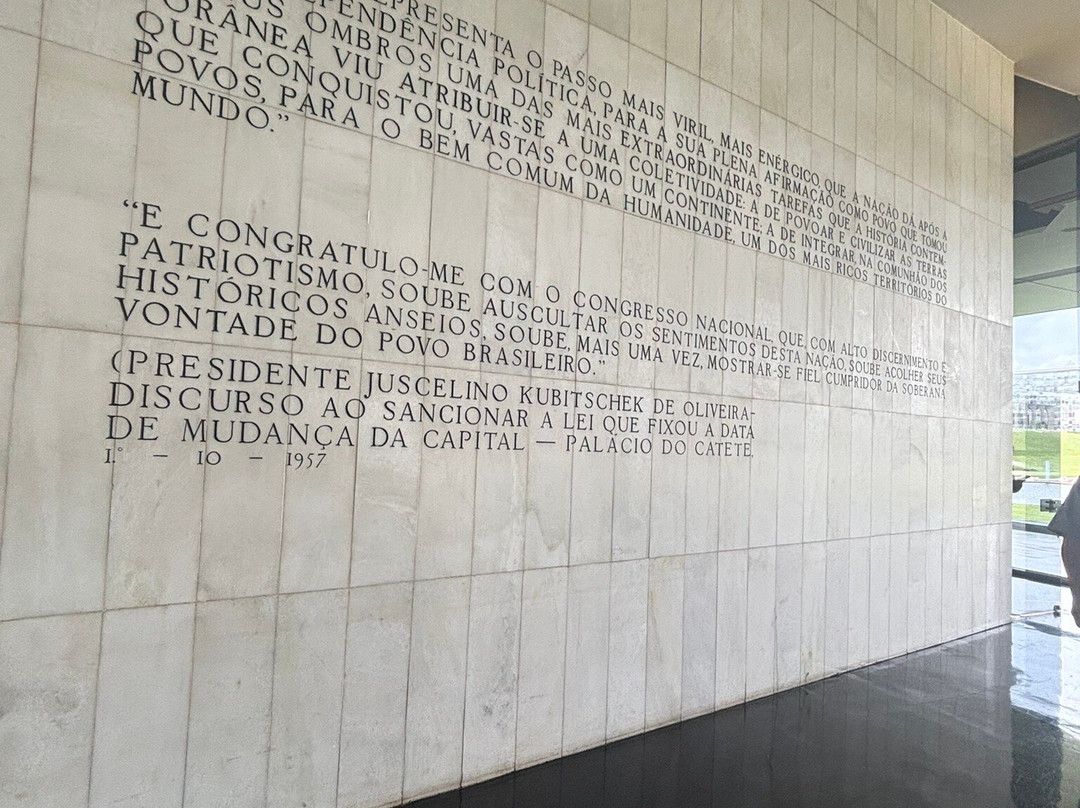 REPRESENTA O PASSO MAIS VIRIL, MAIS ENÉRGICO, QUE A NAÇÃO DÁ, APÓS A
PENDÊNCIA POLÍTICA, PARA A SUA PLENA AFIRMAÇÃO COMO POVO QUE TOMOU
US OMBROS UMA DAS MAIS EXTRAORDINÁRIAS TAREFAS QUE A HISTÓRIA CONTEM-
ORÂNEA VIU ATRIBUIR-SE A UMA COLETIVIDADE: A DE POVOAR E CIVILIZAR AS TERRAS
QUE CONQUISTOU, VASTAS COMO UM CONTINENTE; A DE INTEGRAR, NA COMUNHÃO DOS
POVOS, PARA O BEM COMUM DA HUMANIDADE, UM DOS MAIS RICOS TERRITÓRIOS DO
MUNDO.”
“E CONGRATULO-ME COM O CONGRESSO NACIONAL, QUE, COM ALTO DISCERNIMENTO E
PATRIOTISMO, SOUBE AUSCULTAR OS SENTIMENTOS DESTA NAÇÃO, SOUBE ACOLHER SEUS
HISTÓRICOS ANSEIOS, SOUBE, MAIS UMA VEZ, MOSTRAR-SE FIEL CUMPRIDOR DA SOBERANA
VONTADE DO POVO BRASILEIRO.”
(PRESIDENTE JUSCELINO KUBITSCHEK DE OLIVEIRA-
DISCURSO AO SANCIONAR A LEI QUE FIXOU A DATA
DE MUDANÇA DA CAPITAL — PALÁCIO DO CATETE,
1.° – 10 – 1957